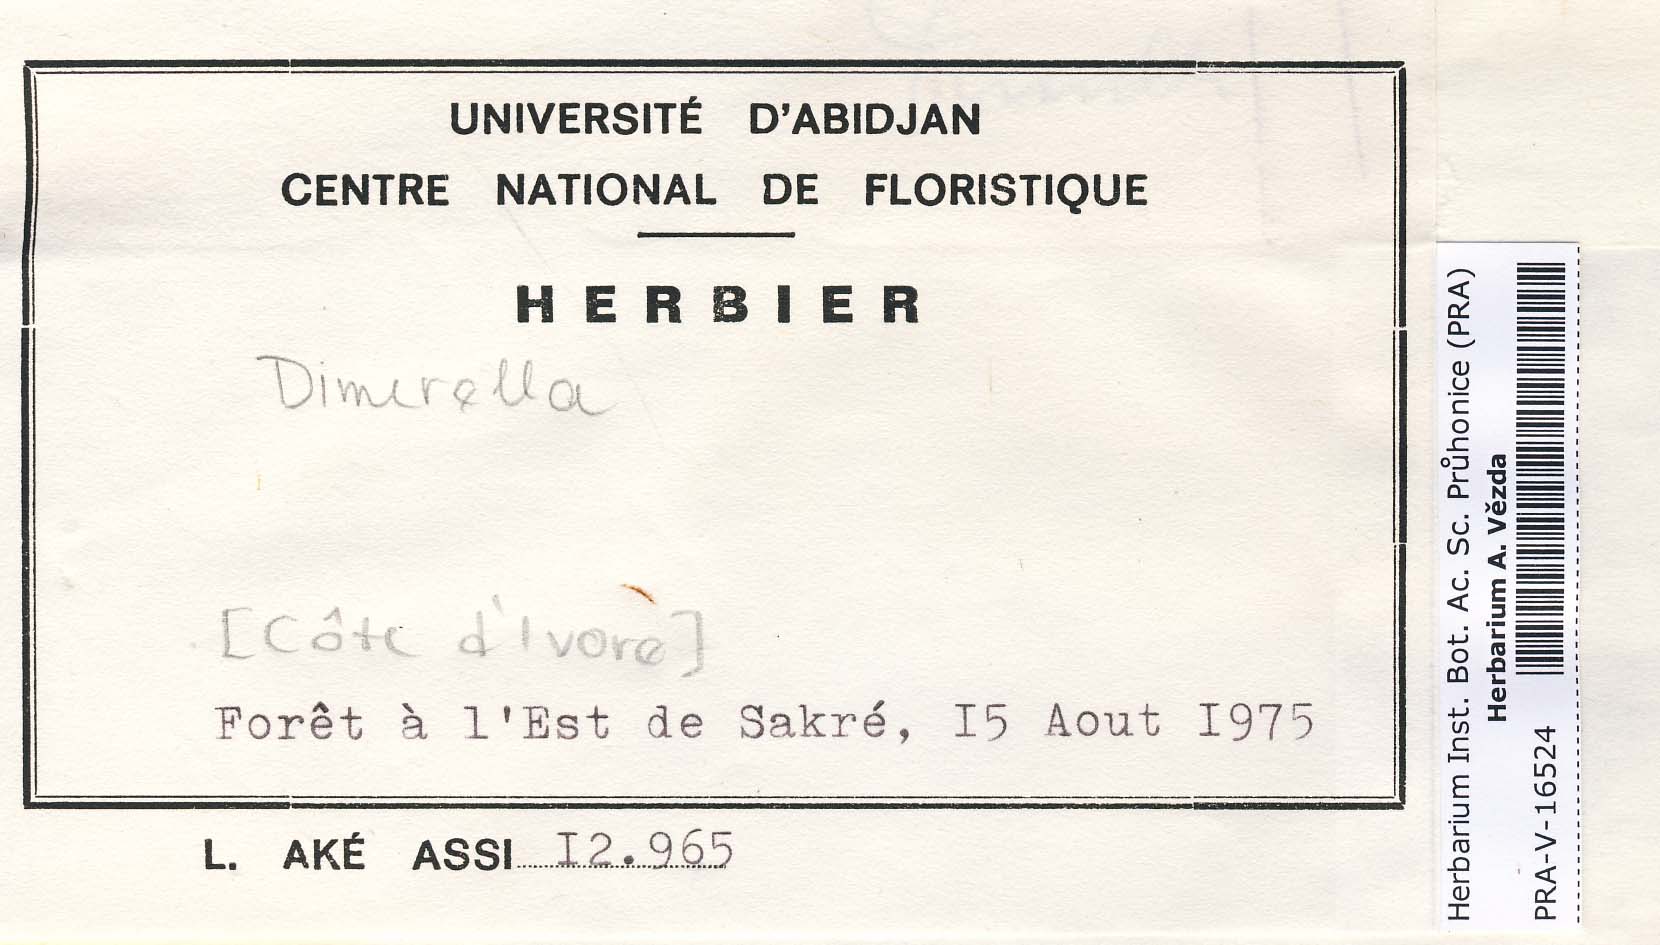 UNIVERSITÉ D'ABIDJAN
CENTRE NATIONAL DE FLORISTIQUE
HERBIER
Dimerella
[Côte d'Ivore]
Forêt à l'Est de Sakré, I5 Aout I975
L. AKÉ ASSI I2.965
Herbarium Inst. Bot. Ac. Sc. Průhonice (PRA)
Herbarium A. Vězda
PRA-V-16524